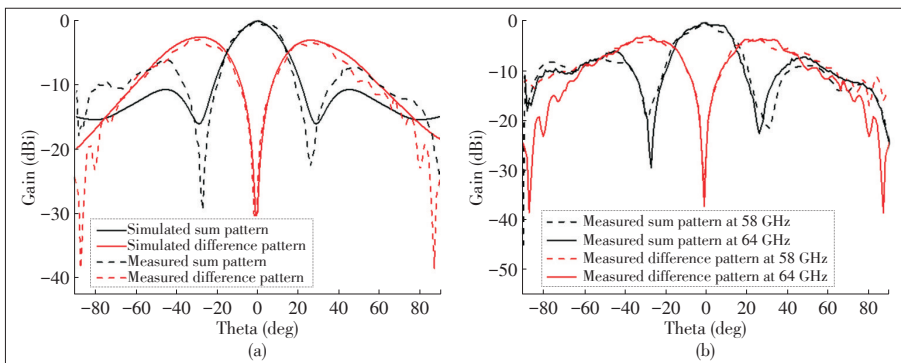 0
−10
−20
−30
−40
Gain (dBi)
Simulated sum pattern
Simulated difference pattern
Measured sum pattern
Measured difference pattern
−80 −60 −40 −20 0 20 40 60 80
Theta (deg)
(a)
0
−10
−20
−30
−40
−50
Gain (dBi)
Measured sum pattern at 58 GHz
Measured sum pattern at 64 GHz
Measured difference pattern at 58 GHz
Measured difference pattern at 64 GHz
−80 −60 −40 −20 0 20 40 60 80
Theta (deg)
(b)